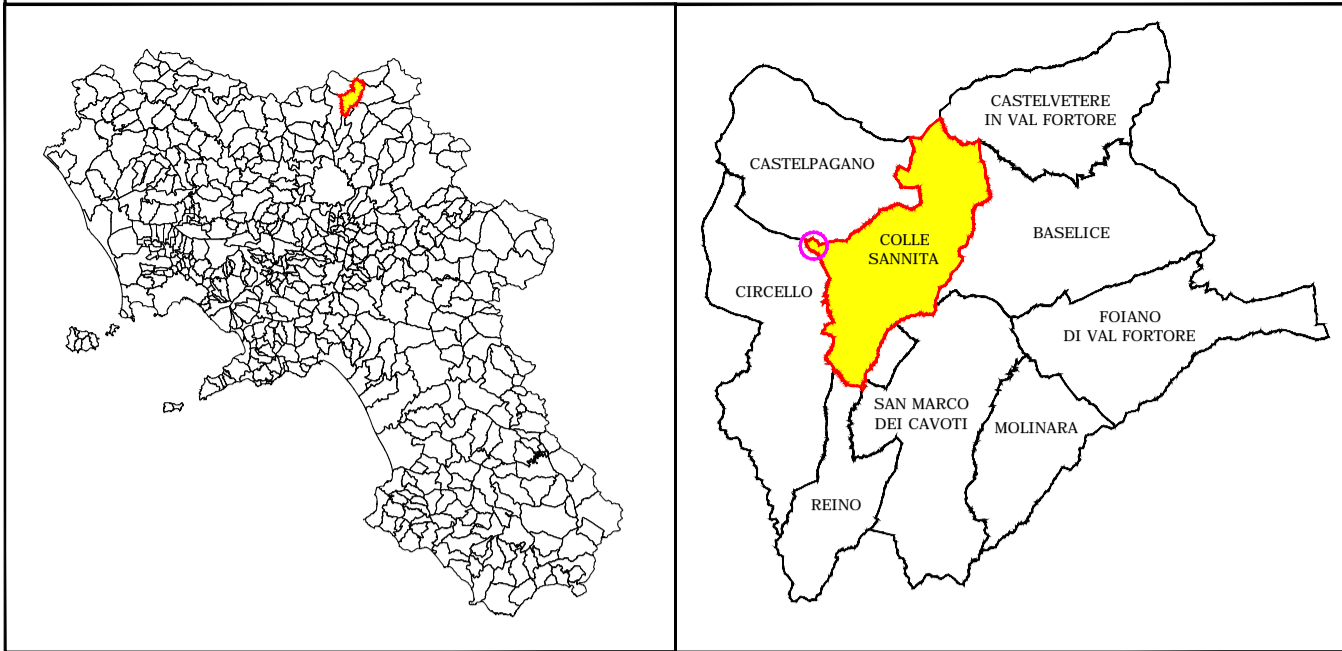 CASTELVETERE
IN VAL FORTORE
CASTELPAGANO
COLLE
SANNITA
BASELICE
CIRCELLO
FOIANO
DI VAL FORTORE
SAN MARCO
DEI CAVOTI
MOLINARA
REINO